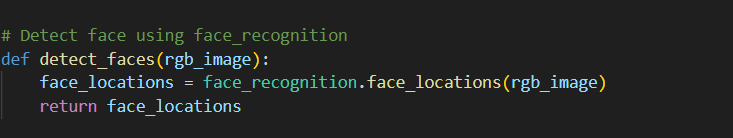 # Detect face using face_recognition
def detect_faces(rgb_image):
    face_locations = face_recognition.face_locations(rgb_image)
    return face_locations